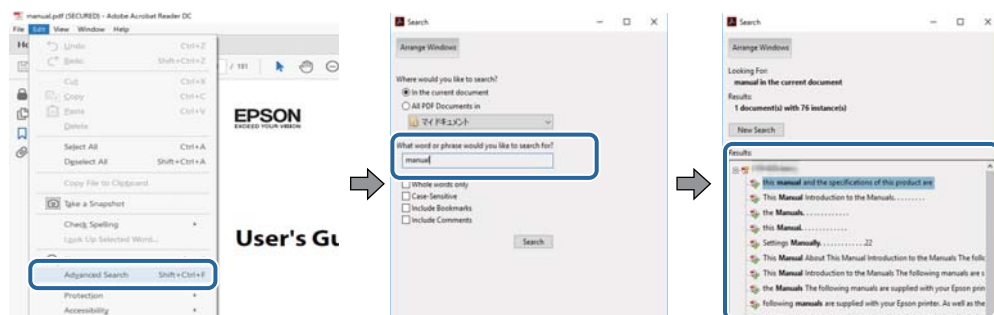 manual.pdf (SECURED) - Adobe Acrobat Reader DC
File Edit View Window Help
Undo Ctrl+Z
Redo Shift+Ctrl+Z
Cut Ctrl+X
Copy Ctrl+C
Paste Ctrl+V
Delete
Select All Ctrl+A
Deselect All Shift+Ctrl+A
Copy File to Clipboard
Take a Snapshot
Check Spelling
Look Up Selected Word...
Advanced Search Shift+Ctrl+F
Protection
Accessibility
/ 191
EPSON
EXCEED YOUR VISION
User's Gu
Search
Arrange Windows
Where would you like to search?
In the current document
All PDF Documents in
マイ ドキュメント
What word or phrase would you like to search for?
manual
Whole words only
Case-Sensitive
Include Bookmarks
Include Comments
Search
Search
Arrange Windows
Looking For:
manual in the current document
Results:
1 document(s) with 76 instance(s)
New Search
Results:
this manual and the specifications of this product are
This Manual Introduction to the Manuals. . . . . . . . .
the Manuals. . . . . . . . . . . .
this Manual. . . . . . . . . . . .
Settings Manually. . . . . . . . . . . .22
This Manual About This Manual Introduction to the Manuals The follo
This Manual Introduction to the Manuals The following manuals are s
the Manuals The following manuals are supplied with your Epson prin
following manuals are supplied with your Epson printer. As well as the